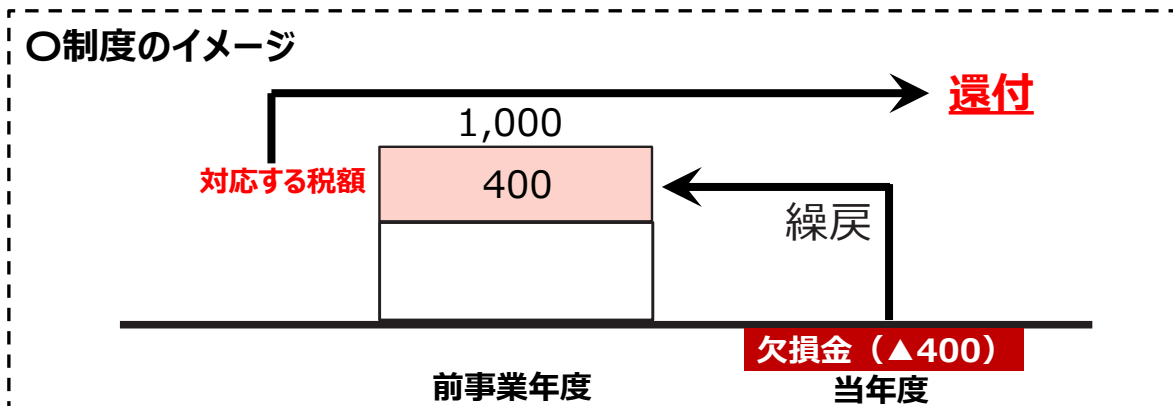 〇制度のイメージ
還付
1,000
対応する税額
400
繰戻
欠損金（▲400）
前事業年度
当年度